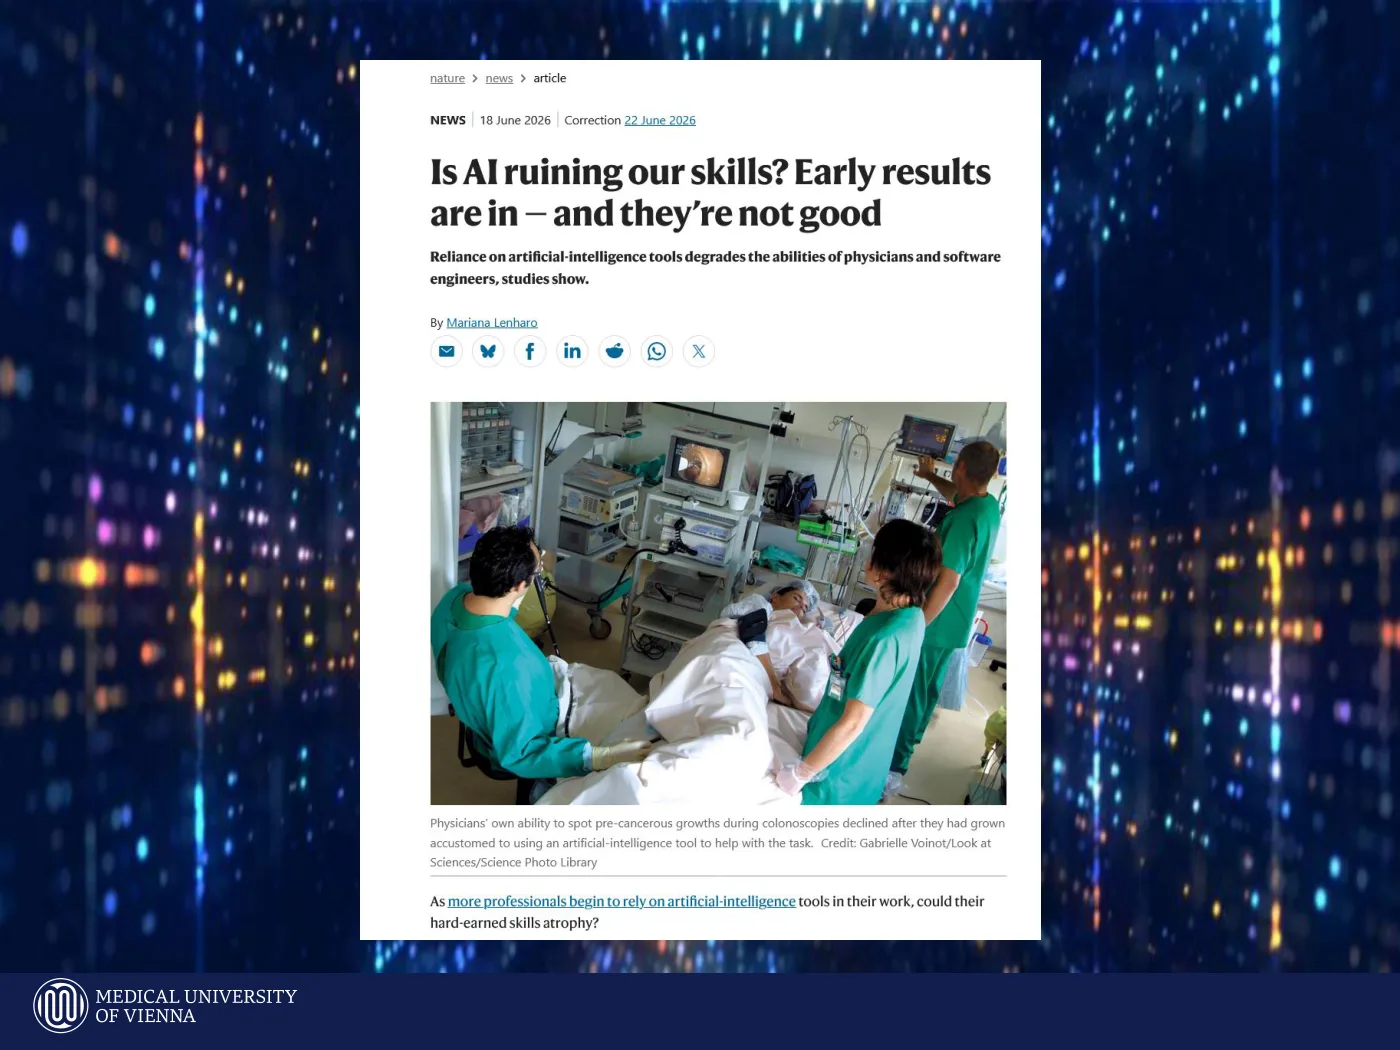 nature > news > article
NEWS | 18 June 2026 | Correction 22 June 2026
Is AI ruining our skills? Early results
are in — and they’re not good
Reliance on artificial-intelligence tools degrades the abilities of physicians and software
engineers, studies show.
By Mariana Lenharo
Physicians’ own ability to spot pre-cancerous growths during colonoscopies declined after they had grown
accustomed to using an artificial-intelligence tool to help with the task. Credit: Gabrielle Voinot/Look at
Sciences/Science Photo Library
As more professionals begin to rely on artificial-intelligence tools in their work, could their
hard-earned skills atrophy?
MEDICAL UNIVERSITY
OF VIENNA